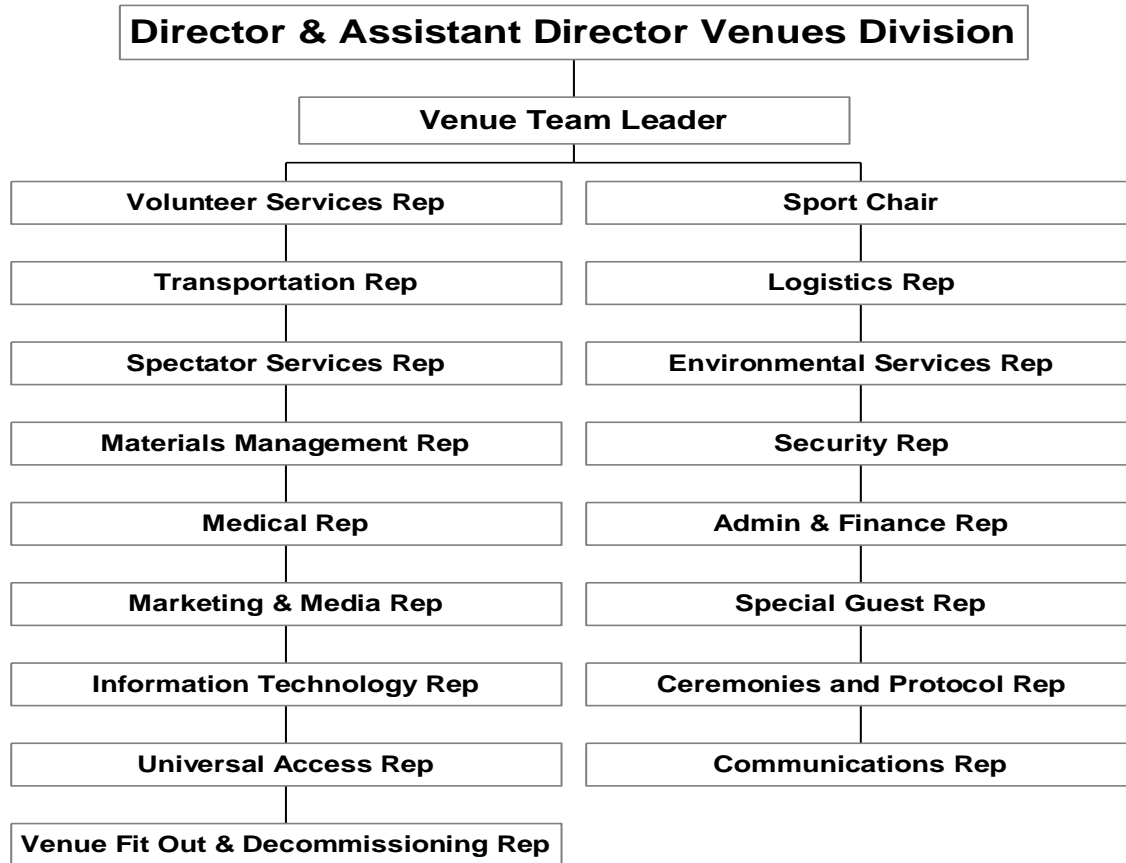 Director & Assistant Director Venues Division
Venue Team Leader
Volunteer Services Rep
Sport Chair
Transportation Rep
Logistics Rep
Spectator Services Rep
Environmental Services Rep
Materials Management Rep
Security Rep
Medical Rep
Admin & Finance Rep
Marketing & Media Rep
Special Guest Rep
Information Technology Rep
Ceremonies and Protocol Rep
Universal Access Rep
Communications Rep
Venue Fit Out & Decommissioning Rep